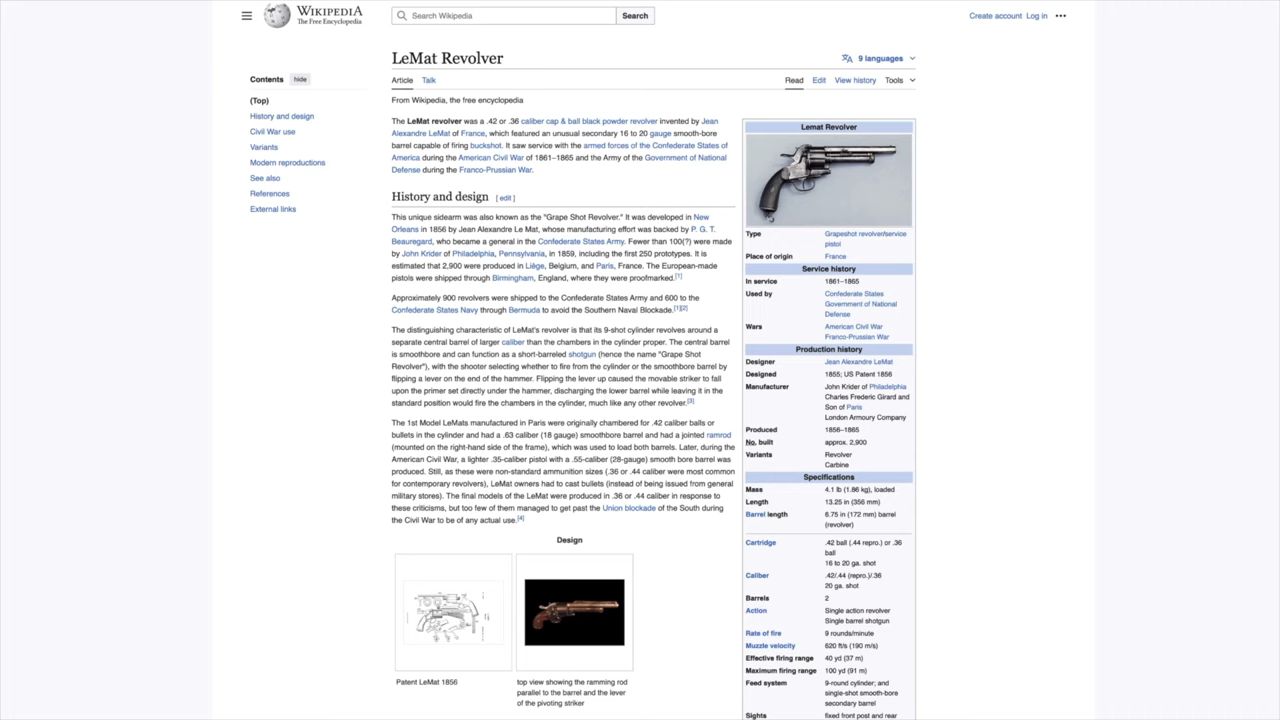 WIKIPEDIA
The Free Encyclopedia
Search Wikipedia
Search
Create account Log in
LeMat Revolver
9 languages
Contents hide
(Top)
History and design
Civil War use
Variants
Modern reproductions
See also
References
External links
Article Talk
Read Edit View history Tools
From Wikipedia, the free encyclopedia
The LeMat revolver was a .42 or .36 caliber cap & ball black powder revolver invented by Jean
Alexandre LeMat of France, which featured an unusual secondary 16 to 20 gauge smooth-bore
barrel capable of firing buckshot. It saw service with the armed forces of the Confederate States of
America during the American Civil War of 1861–1865 and the Army of the Government of National
Defense during the Franco-Prussian War.
History and design [ edit ]
This unique sidearm was also known as the "Grape Shot Revolver." It was developed in New
Orleans in 1856 by Jean Alexandre Le Mat, whose manufacturing effort was backed by P. G. T.
Beauregard, who became a general in the Confederate States Army. Fewer than 100(?) were made
by John Krider of Philadelphia, Pennsylvania, in 1859, including the first 250 prototypes. It is
estimated that 2,900 were produced in Liège, Belgium, and Paris, France. The European-made
pistols were shipped through Birmingham, England, where they were proofmarked.[1]
Approximately 900 revolvers were shipped to the Confederate States Army and 600 to the
Confederate States Navy through Bermuda to avoid the Southern Naval Blockade.[1][2]
The distinguishing characteristic of LeMat's revolver is that its 9-shot cylinder revolves around a
separate central barrel of larger caliber than the chambers in the cylinder proper. The central barrel
is smoothbore and can function as a short-barreled shotgun (hence the name "Grape Shot
Revolver"), with the shooter selecting whether to fire from the cylinder or the smoothbore barrel by
flipping a lever on the end of the hammer. Flipping the lever up caused the movable striker to fall
upon the primer set directly under the hammer, discharging the lower barrel while leaving it in the
standard position would fire the chambers in the cylinder, much like any other revolver.[3]
The 1st Model LeMats manufactured in Paris were originally chambered for .42 caliber balls or
bullets in the cylinder and had a .63 caliber (18 gauge) smoothbore barrel and had a jointed ramrod
(mounted on the right-hand side of the frame), which was used to load both barrels. Later, during the
American Civil War, a lighter .35-caliber pistol with a .55-caliber (28-gauge) smooth bore barrel was
produced. Still, as these were non-standard ammunition sizes (.36 or .44 caliber were most common
for contemporary revolvers), LeMat owners had to cast bullets (instead of being issued from general
military stores). The final models of the LeMat were produced in .36 or .44 caliber in response to
these criticisms, but too few of them managed to get past the Union blockade of the South during
the Civil War to be of any actual use.[4]
Design
Patent LeMat 1856
top view showing the ramming rod
parallel to the barrel and the lever
of the pivoting striker
Lemat Revolver
Type Grapeshot revolver/service
pistol
Place of origin France
Service history
In service 1861–1865
Used by Confederate States
Government of National
Defense
Wars American Civil War
Franco-Prussian War
Production history
Designer Jean Alexandre LeMat
Designed 1855; US Patent 1856
Manufacturer John Krider of Philadelphia
Charles Frederic Girard and
Son of Paris
London Armoury Company
Produced 1856–1865
No. built approx. 2,900
Variants Revolver
Carbine
Specifications
Mass 4.1 lb (1.86 kg), loaded
Length 13.25 in (356 mm)
Barrel length 6.75 in (172 mm) barrel
(revolver)
Cartridge .42 ball (.44 repro.) or .36
ball
16 to 20 ga. shot
Caliber .42/.44 (repro.)/.36
20 ga. shot
Barrels 2
Action Single action revolver
Single barrel shotgun
Rate of fire 9 rounds/minute
Muzzle velocity 620 ft/s (190 m/s)
Effective firing range 40 yd (37 m)
Maximum firing range 100 yd (91 m)
Feed system 9-round cylinder; and
single-shot smooth-bore
secondary barrel
Sights fixed front post and rear